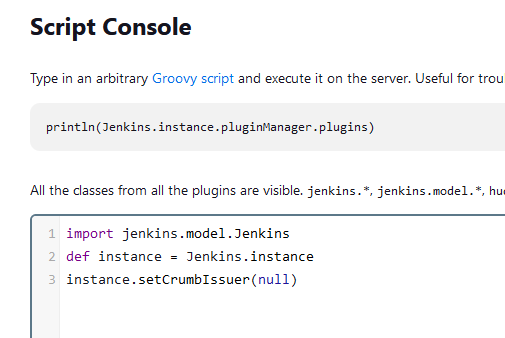 Script Console
Type in an arbitrary Groovy script and execute it on the server. Useful for
println(Jenkins.instance.pluginManager.plugins)
All the classes from all the plugins are visible. jenkins.*, jenkins.model.*,
1 import jenkins.model.Jenkins
2 def instance = Jenkins.instance
3 instance.setCrumbIssuer(null)